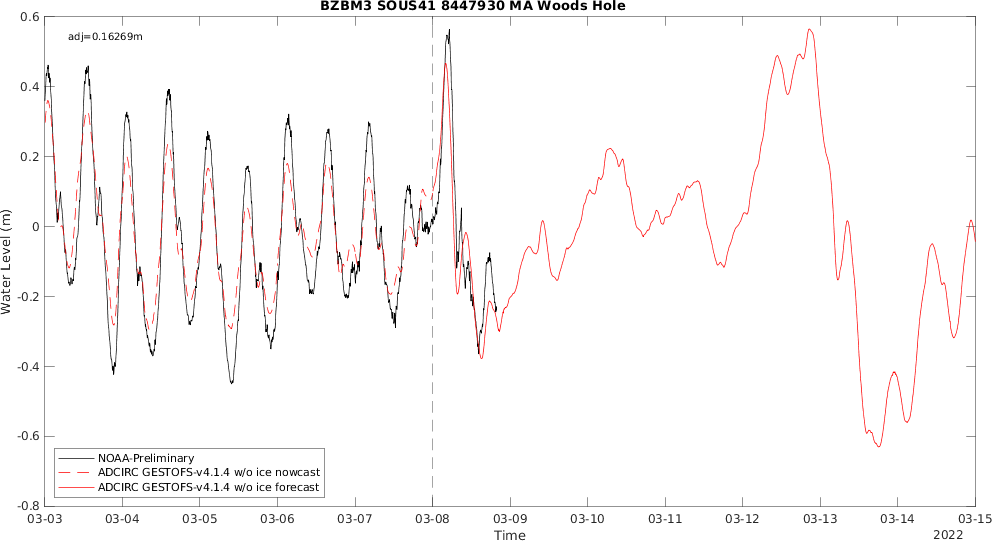 BZBM3 SOUS41 8447930 MA Woods Hole
adj=0.16269m
Water Level (m)
0.6
0.4
0.2
0
-0.2
-0.4
-0.6
-0.8
NOAA-Preliminary
ADCIRC GESTOFS-v4.1.4 w/o ice nowcast
ADCIRC GESTOFS-v4.1.4 w/o ice forecast
03-03 03-04 03-05 03-06 03-07 03-08 03-09 03-10 03-11 03-12 03-13 03-14 03-15
Time
2022